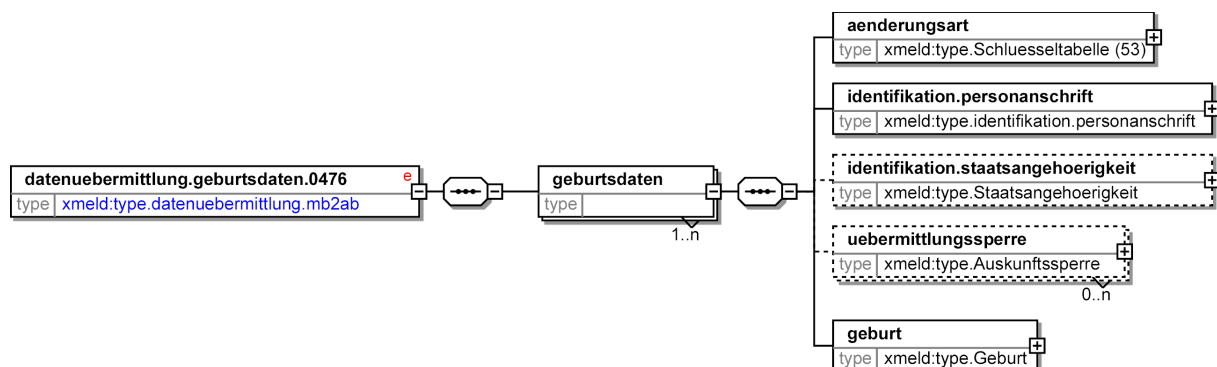 aenderungsart
type xmeld:type.Schluesseltabelle (53)
identifikation.personanschrift
type xmeld:type.identifikation.personanschrift
datenuebermittlung.geburtsdaten.0476 e
type xmeld:type.datenuebermittlung.mb2ab
geburtsdaten
type
1..n
identifikation.staatsangehoerigkeit
type xmeld:type.Staatsangehoerigkeit
uebermittlungssperre
type xmeld:type.Auskunftssperre
0..n
geburt
type xmeld:type.Geburt